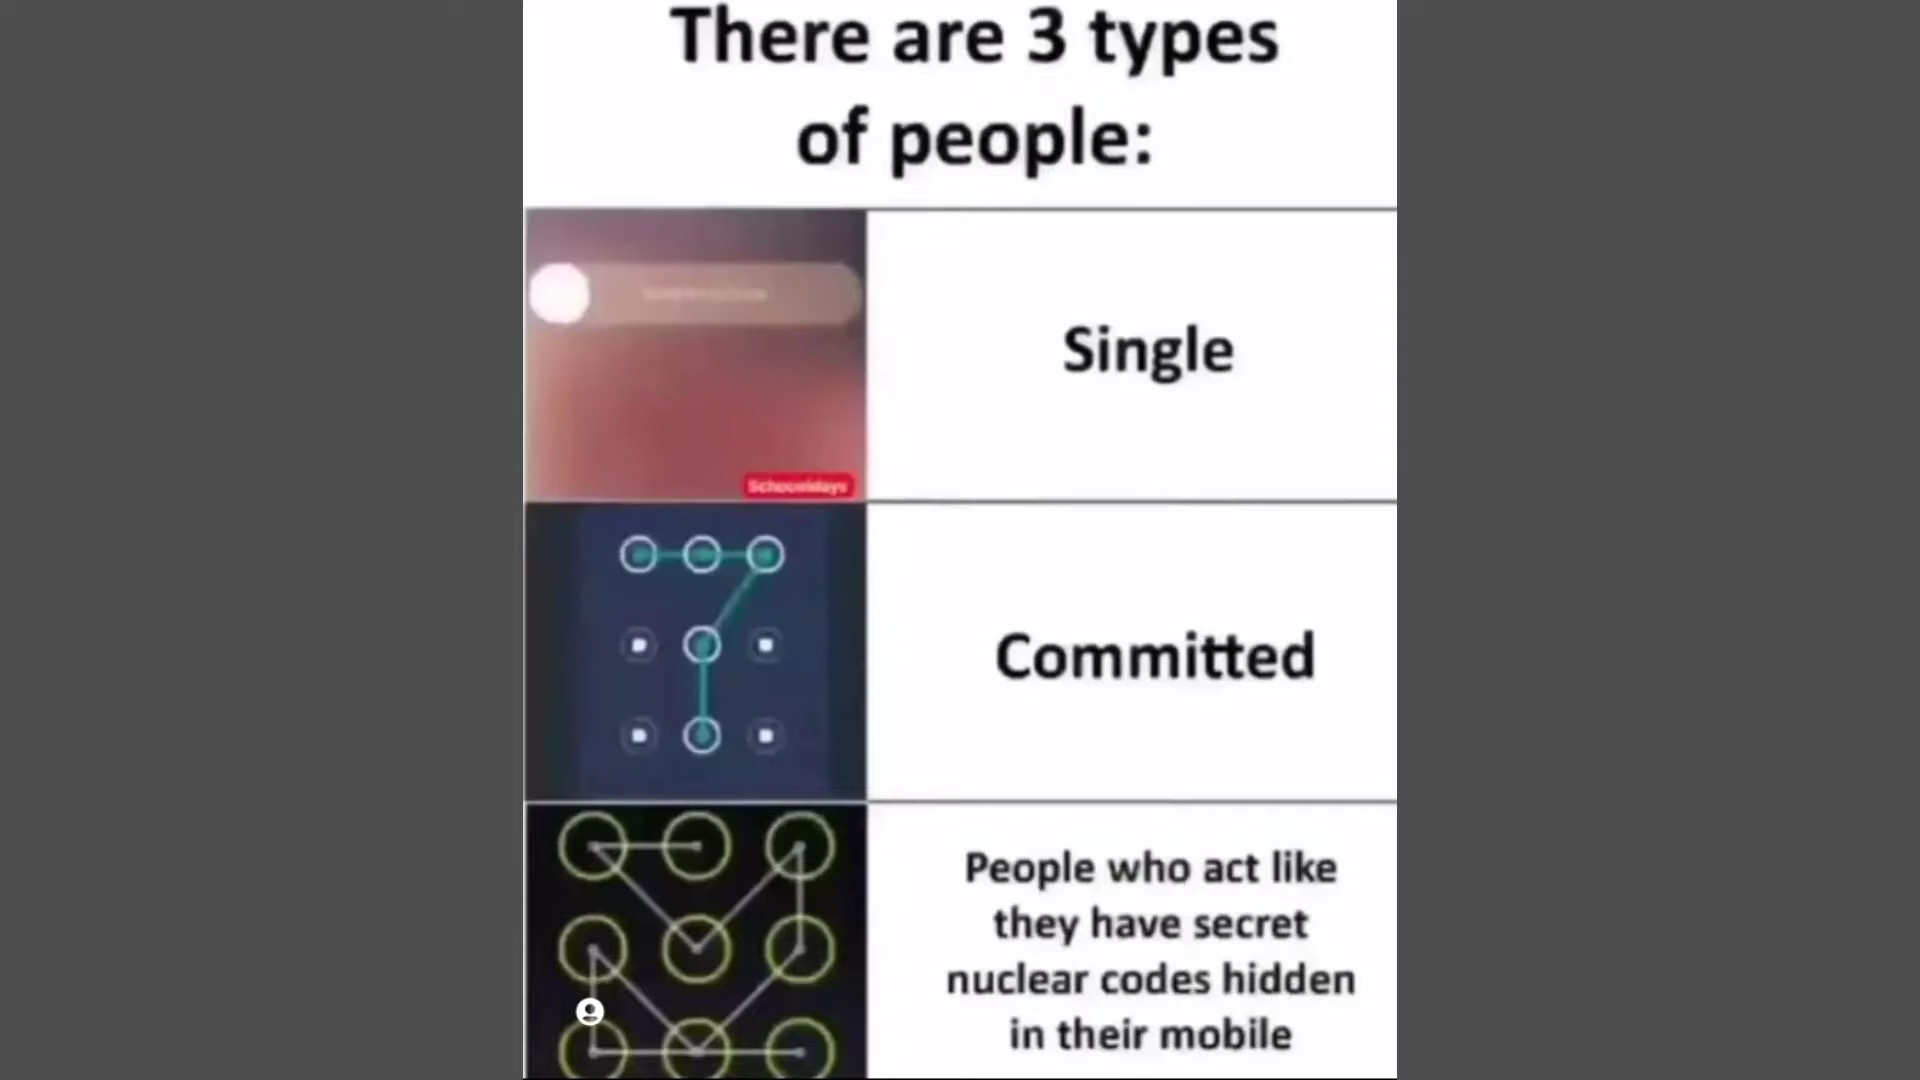 There are 3 types
of people:
Single
Schooldays
Committed
People who act like
they have secret
nuclear codes hidden
in their mobile